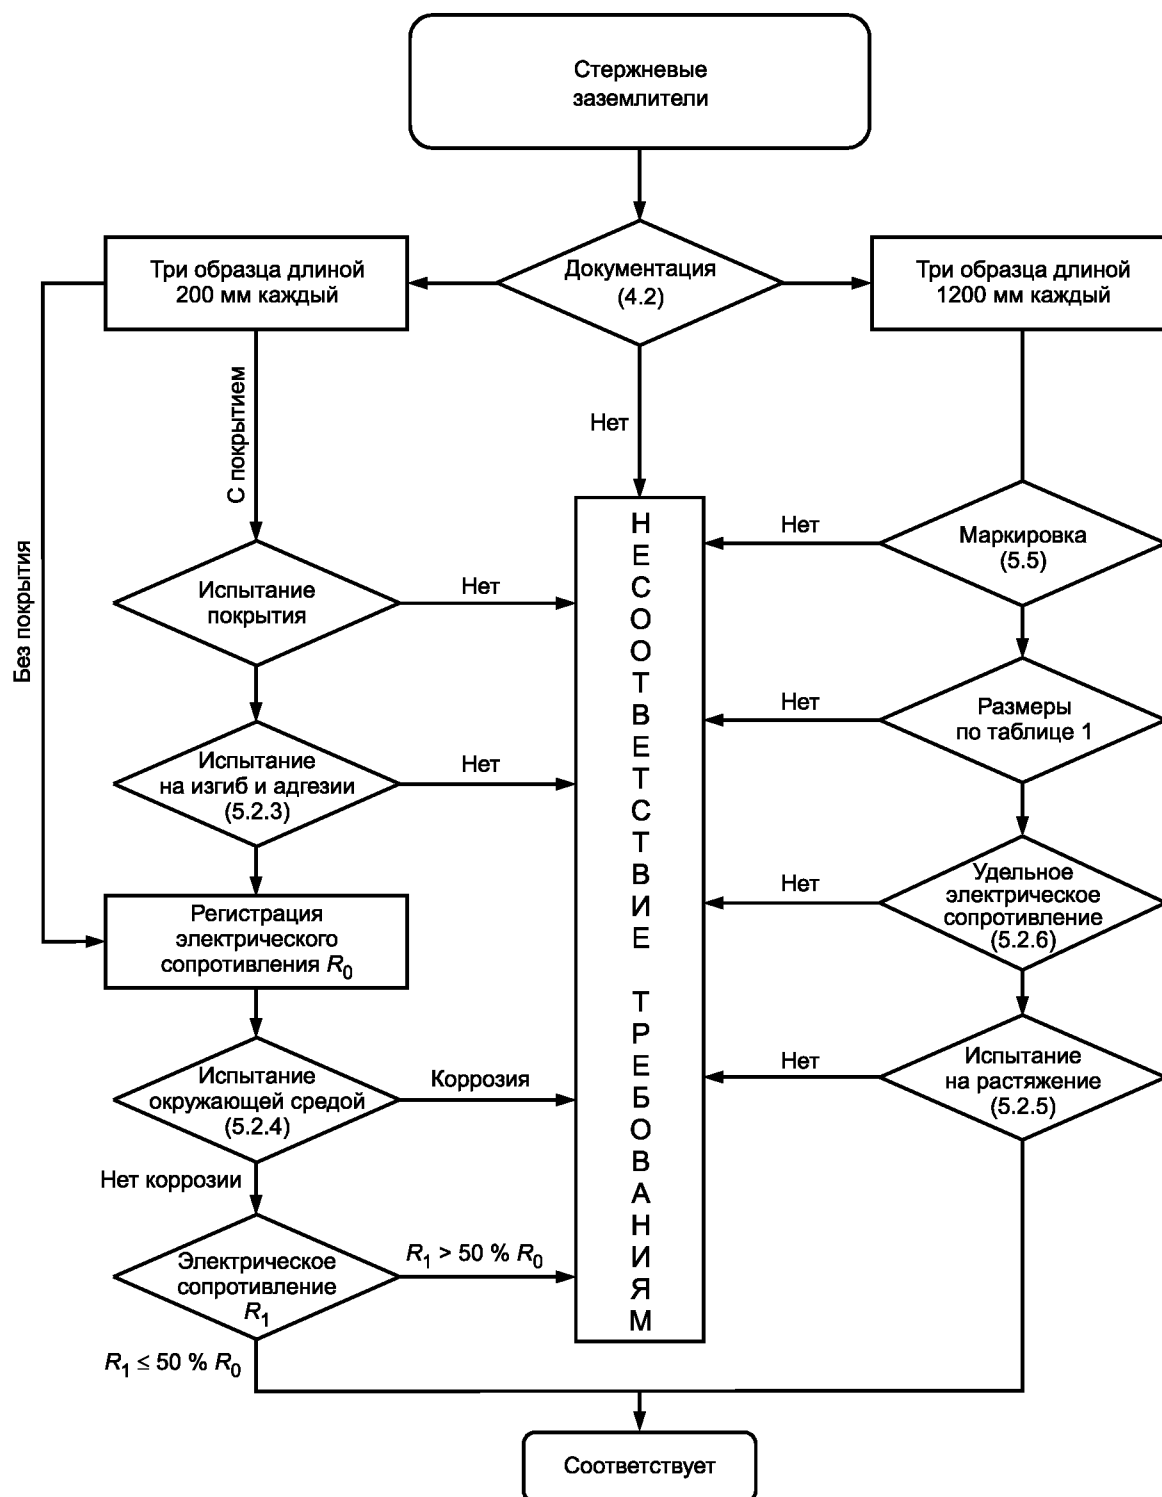 Стержневые
заземлители
Документация
(4.2)
Три образца длиной
200 мм каждый
Три образца длиной
1200 мм каждый
Нет
С покрытием
Без покрытия
Испытание
покрытия
Нет
Испытание
на изгиб и адгезии
(5.2.3)
Нет
Регистрация
электрического
сопротивления R0
Испытание
окружающей средой
(5.2.4)
Коррозия
Нет коррозии
Электрическое
сопротивление
R1
R1 > 50 % R0
R1 ≤ 50 % R0
НЕСООТВЕТСТВИЕ ТРЕБОВАНИЯМ
Нет
Маркировка
(5.5)
Нет
Размеры
по таблице 1
Нет
Удельное
электрическое
сопротивление
(5.2.6)
Нет
Испытание
на растяжение
(5.2.5)
Соответствует